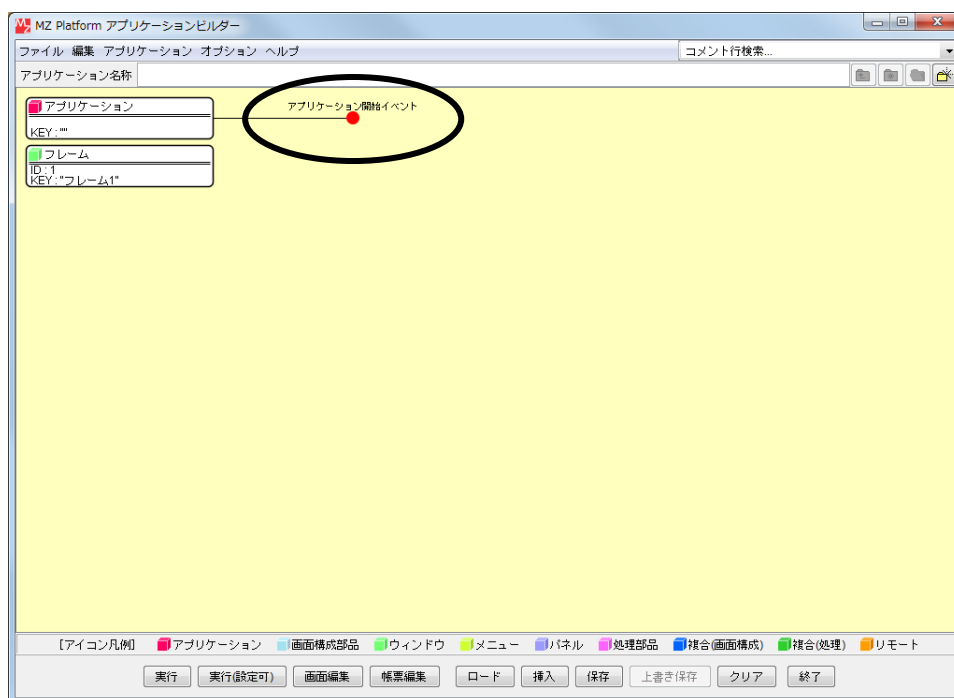 MZ Platform アプリケーションビルダー
ファイル 編集 アプリケーション オプション ヘルプ コメント行検索...
アプリケーション名称
アプリケーション
KEY : ""
アプリケーション開始イベント
フレーム
ID : 1
KEY : "フレーム1"
[アイコン凡例] アプリケーション 画面構成部品 ウィンドウ メニュー パネル 処理部品 複合(画面構成) 複合(処理) リモート
実行 実行(設定可) 画面編集 帳票編集 ロード 挿入 保存 上書き保存 クリア 終了